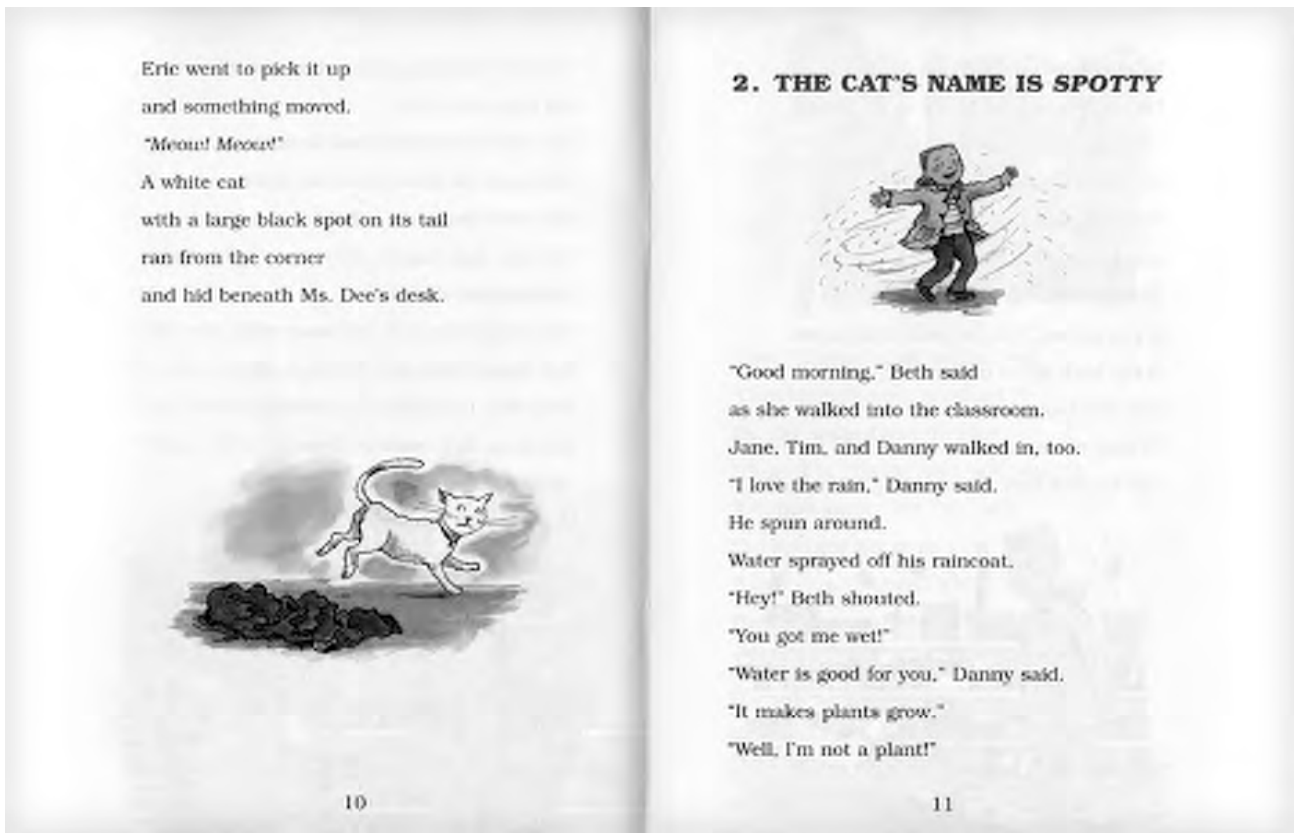 Eric went to pick it up
and something moved.
“Meow! Meow!”
A white cat
with a large black spot on its tail
ran from the corner
and hid beneath Ms. Dee’s desk.
10
2. THE CAT’S NAME IS SPOTTY
“Good morning,” Beth said
as she walked into the classroom.
Jane, Tim, and Danny walked in, too.
“I love the rain,” Danny said.
He spun around.
Water sprayed off his raincoat.
“Hey!” Beth shouted.
“You got me wet!”
“Water is good for you,” Danny said.
“It makes plants grow.”
“Well, I’m not a plant!”
11